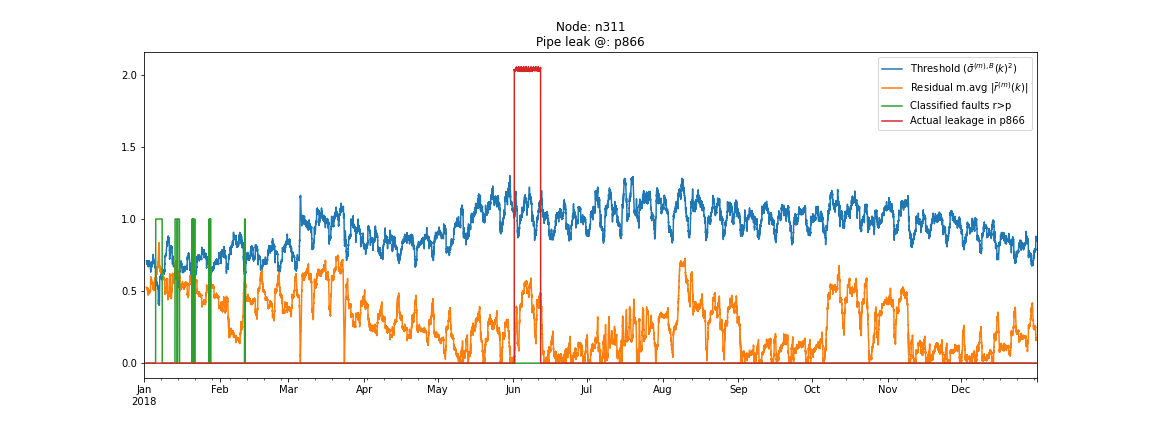 Node: n311
Pipe leak @: p866
Threshold (σ̄^(m),B(k)²)
Residual m.avg |r̄^(m)(k)|
Classified faults r>p
Actual leakage in p866
2.0
1.5
1.0
0.5
0.0
Jan Feb Mar Apr May Jun Jul Aug Sep Oct Nov Dec
2018